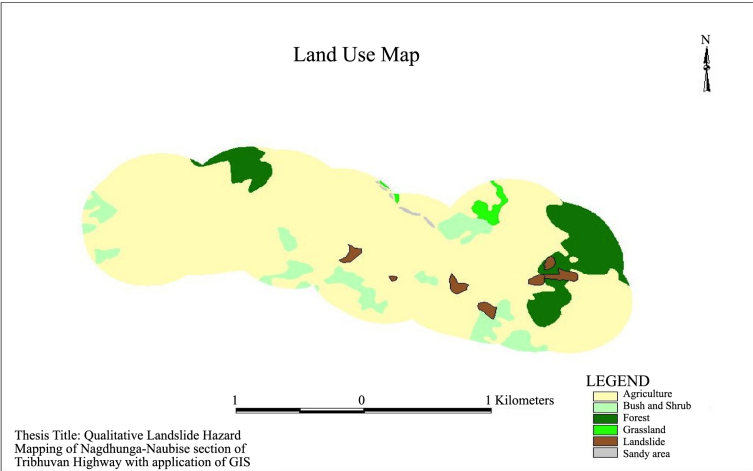 Land Use Map
N
1 0 1 Kilometers
LEGEND
Agriculture
Bush and Shrub
Forest
Grassland
Landslide
Sandy area
Thesis Title: Qualitative Landslide Hazard
Mapping of Nagdhunga-Naubise section of
Tribhuvan Highway with application of GIS